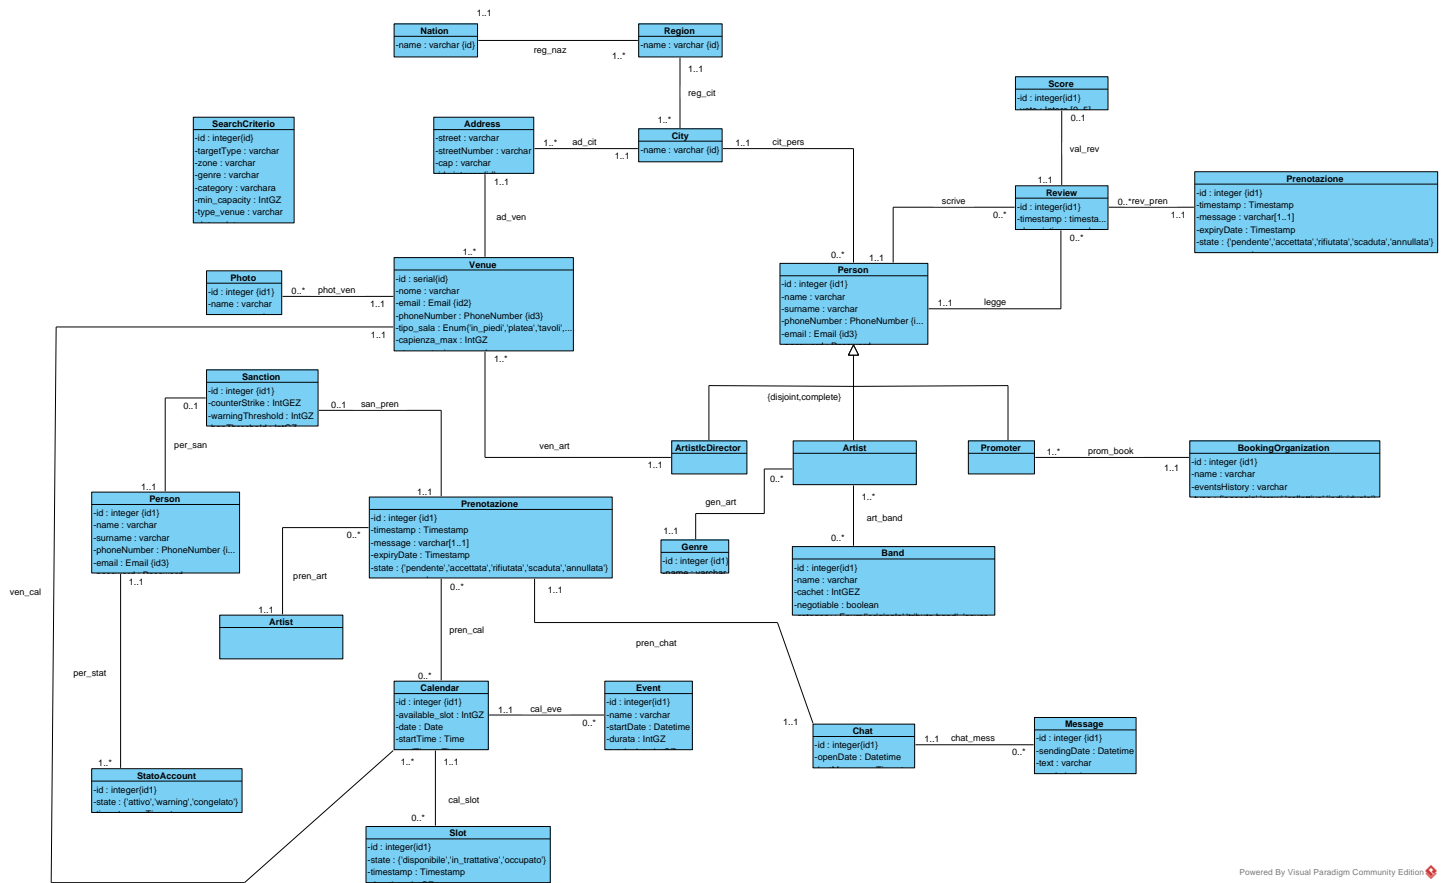 1..1
Nation
-name : varchar {id}
reg_naz
1..*
Region
-name : varchar {id}
1..1
reg_cit
1..*
Score
-id : integer{id1}
0..1
val_rev
1..1
SearchCriterio
-id : integer{id}
-targetType : varchar
-zone : varchar
-genre : varchar
-category : varchara
-min_capacity : IntGZ
-type_venue : varchar
Address
-street : varchar
-streetNumber : varchar
-cap : varchar
1..*
ad_cit
1..1
City
-name : varchar {id}
1..1
cit_pers
0..*
1..1
ad_ven
1..*
Review
-id : integer{id1}
-timestamp : timesta...
scrive
0..*
1..1
0..*
rev_pren
1..1
Prenotazione
-id : integer {id1}
-timestamp : Timestamp
-message : varchar[1..1]
-expiryDate : Timestamp
-state : {'pendente','accettata','rifiutata','scaduta','annullata'}
0..*
legge
1..1
Photo
-id : integer {id1}
-name : varchar
0..*
phot_ven
1..1
Venue
-id : serial{id}
-nome : varchar
-email : Email {id2}
-phoneNumber : PhoneNumber {id3}
-tipo_sala : Enum{'in_piedi','platea','tavoli',...
-capienza_max : IntGZ
1..1
1..*
Person
-id : integer {id1}
-name : varchar
-surname : varchar
-phoneNumber : PhoneNumber {i...
-email : Email {id3}
{disjoint,complete}
Sanction
-id : integer {id1}
-counterStrike : IntGEZ
-warningThreshold : IntGZ
0..1
per_san
1..1
0..1
san_pren
1..1
ven_art
1..1
ArtisticDirector
Artist
Promoter
1..*
prom_book
1..1
BookingOrganization
-id : integer {id1}
-name : varchar
-eventsHistory : varchar
0..*
gen_art
1..1
Genre
-id : integer {id1}
1..*
art_band
0..*
Band
-id : integer{id1}
-name : varchar
-cachet : IntGEZ
-negotiable : boolean
Person
-id : integer {id1}
-name : varchar
-surname : varchar
-phoneNumber : PhoneNumber {i...
-email : Email {id3}
1..1
per_stat
1..*
ven_cal
Prenotazione
-id : integer {id1}
-timestamp : Timestamp
-message : varchar[1..1]
-expiryDate : Timestamp
-state : {'pendente','accettata','rifiutata','scaduta','annullata'}
0..*
pren_art
1..1
Artist
0..*
pren_cal
0..*
1..1
pren_chat
1..1
Calendar
-id : integer {id1}
-available_slot : IntGZ
-date : Date
-startTime : Time
1..1
cal_eve
0..*
Event
-id : integer{id1}
-name : varchar
-startDate : Datetime
-durata : IntGZ
Chat
-id : integer{id1}
-openDate : Datetime
1..1
chat_mess
0..*
Message
-id : integer {id1}
-sendingDate : Datetime
-text : varchar
1..*
1..1
cal_slot
0..*
StatoAccount
-id : integer{id1}
-state : {'attivo','warning','congelato'}
Slot
-id : integer{id1}
-state : {'disponibile','in_trattativa','occupato'}
-timestamp : Timestamp
Powered By Visual Paradigm Community Edition